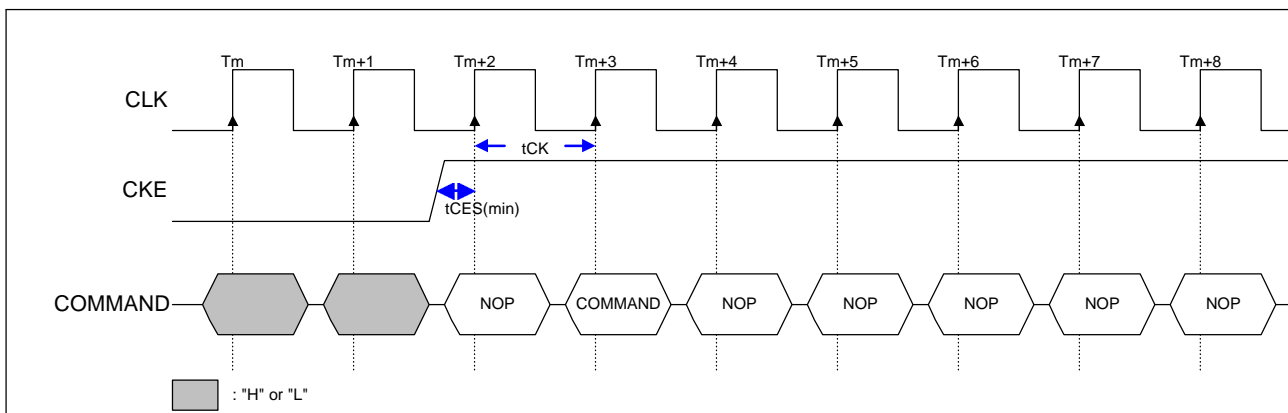 Tm Tm+1 Tm+2 Tm+3 Tm+4 Tm+5 Tm+6 Tm+7 Tm+8
CLK
tCK
CKE
tCES(min)
COMMAND NOP COMMAND NOP NOP NOP NOP NOP
: "H" or "L"